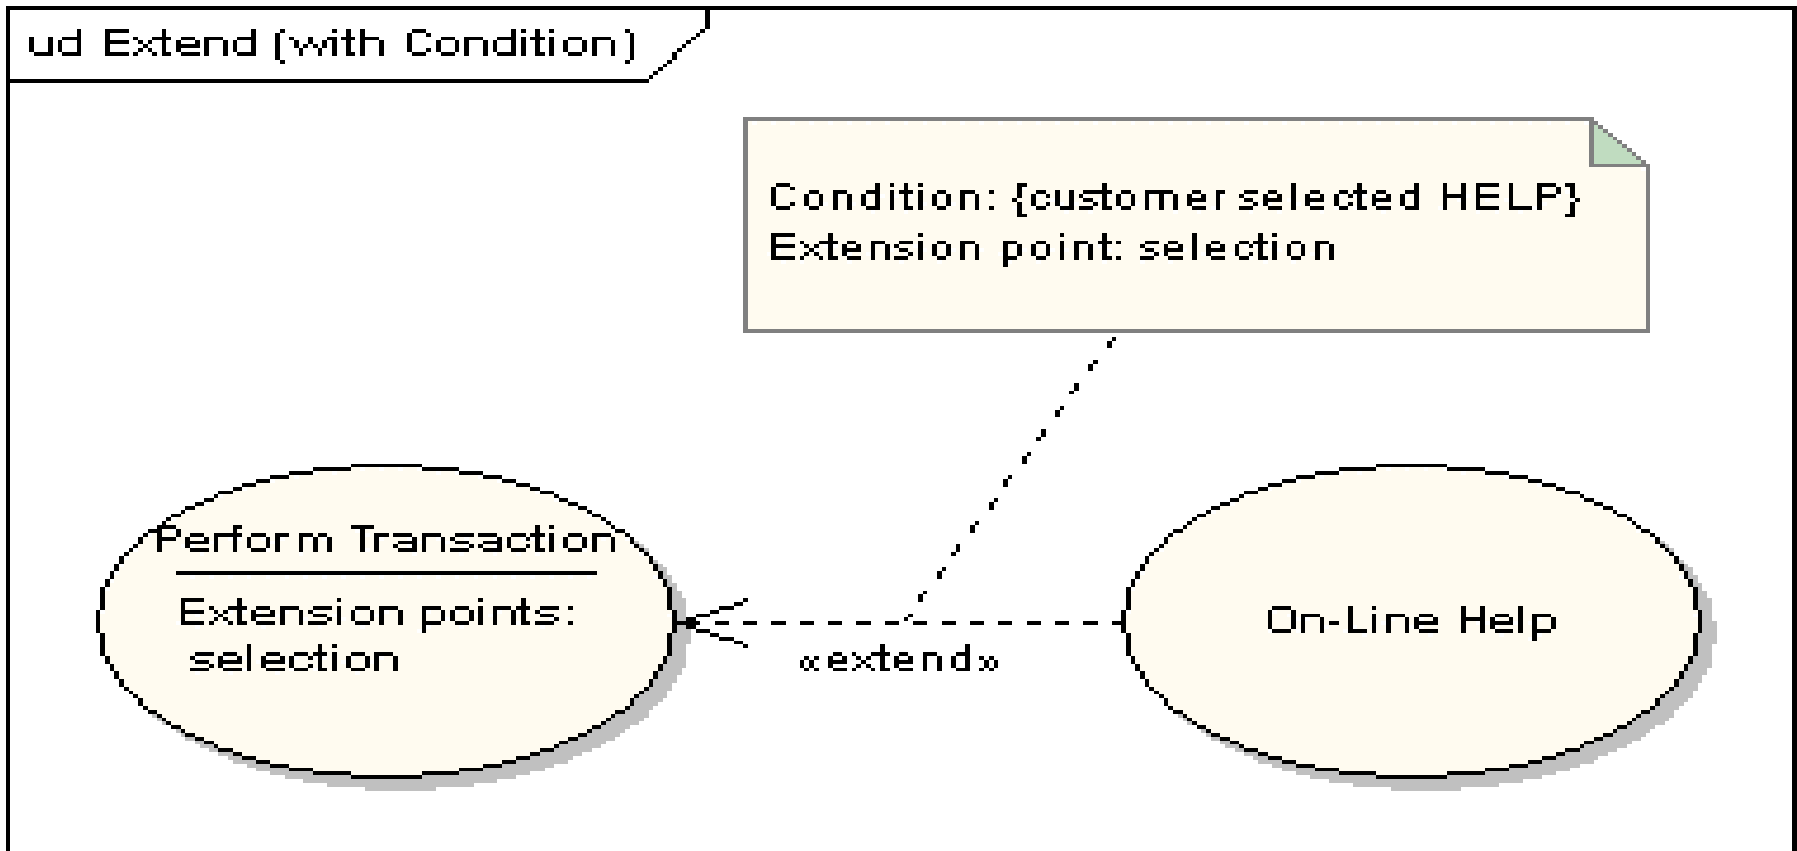 ud Extend (with Condition)
Condition: {customer selected HELP}
Extension point: selection
Perform Transaction
Extension points:
selection
«extend»
On-Line Help